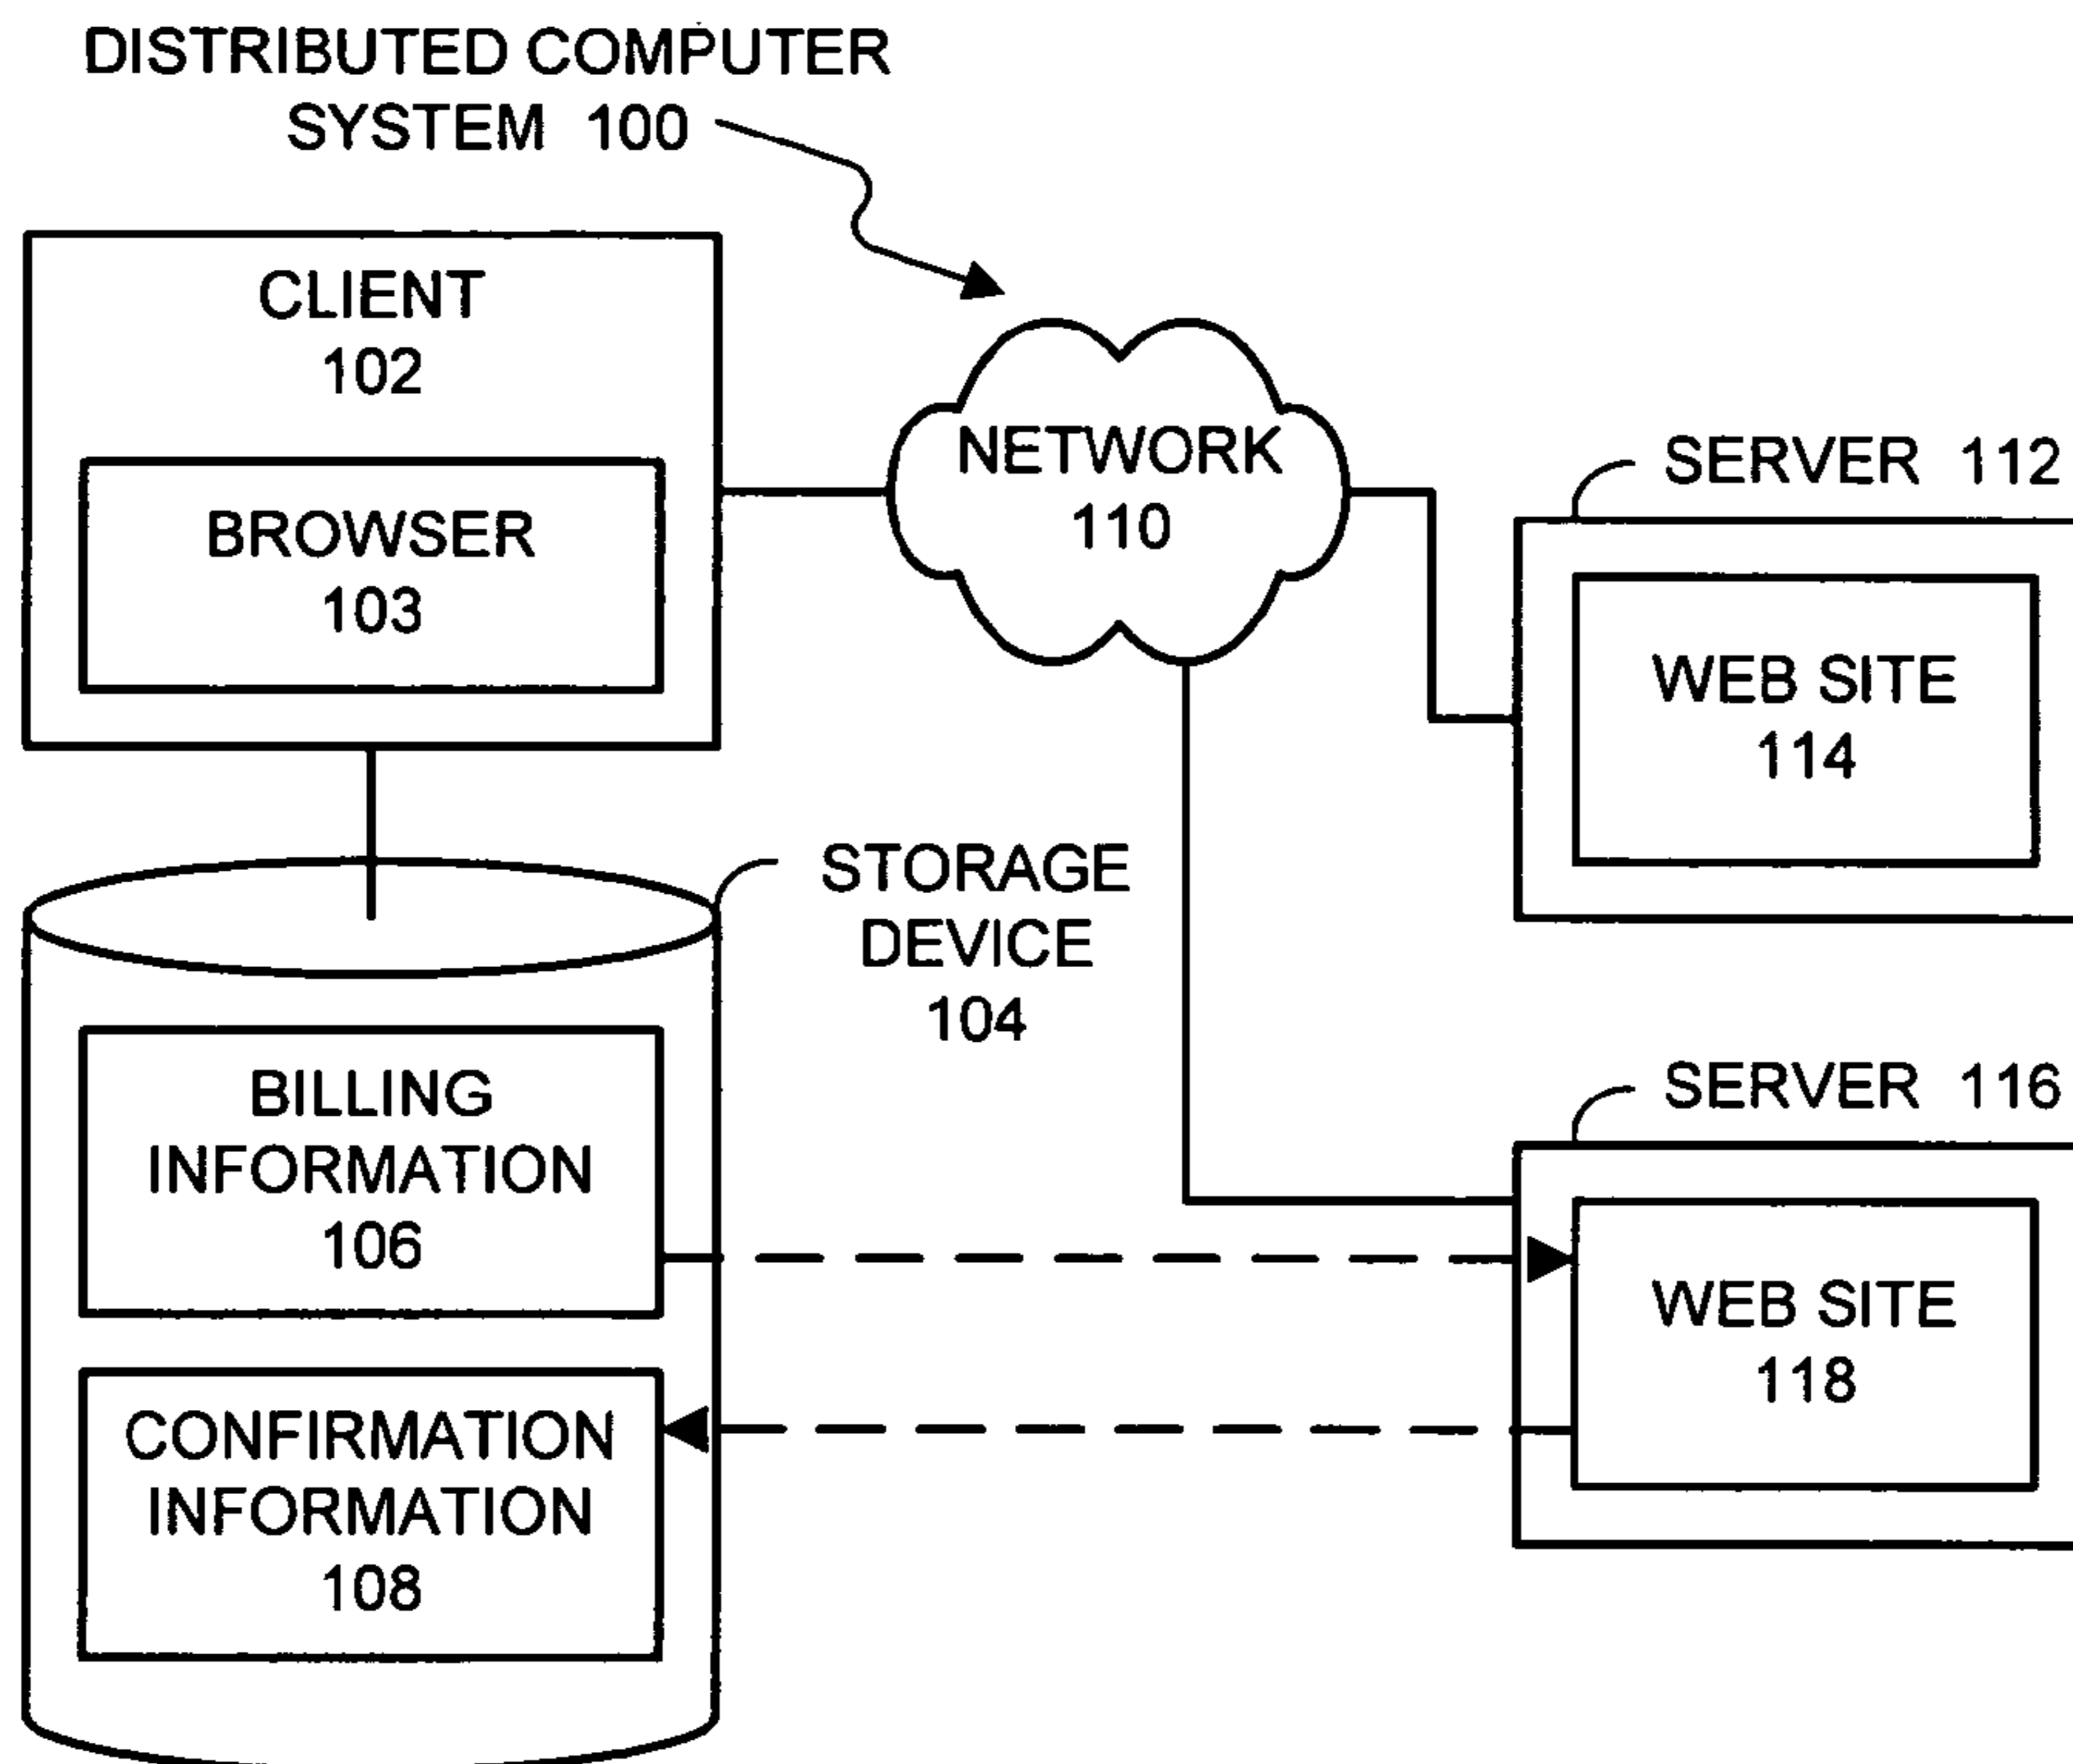 DISTRIBUTED COMPUTER
SYSTEM 100
CLIENT
102
BROWSER
103
NETWORK
110
SERVER 112
WEB SITE
114
STORAGE
DEVICE
104
BILLING
INFORMATION
106
SERVER 116
WEB SITE
118
CONFIRMATION
INFORMATION
108